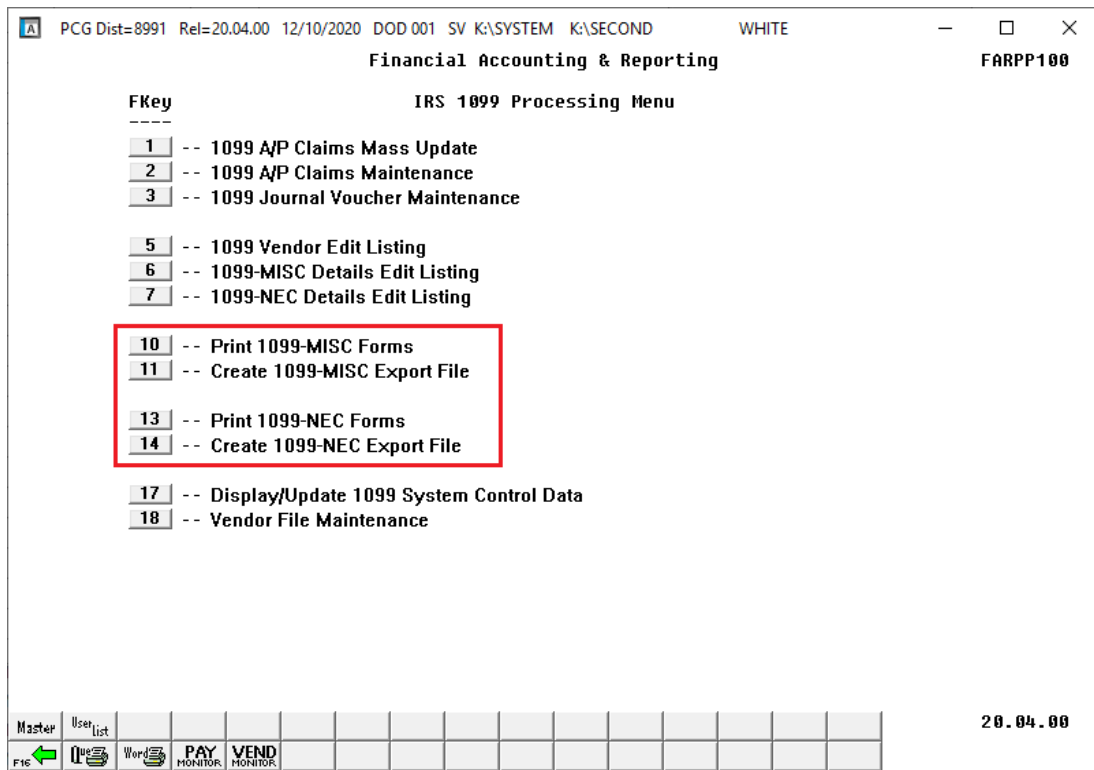 A PCG Dist=8991 Rel=20.04.00 12/10/2020 DOD 001 SV K:\SYSTEM K:\SECOND WHITE
Financial Accounting & Reporting FARPP100
FKey IRS 1099 Processing Menu
----
1 -- 1099 A/P Claims Mass Update
2 -- 1099 A/P Claims Maintenance
3 -- 1099 Journal Voucher Maintenance
5 -- 1099 Vendor Edit Listing
6 -- 1099-MISC Details Edit Listing
7 -- 1099-NEC Details Edit Listing
10 -- Print 1099-MISC Forms
11 -- Create 1099-MISC Export File
13 -- Print 1099-NEC Forms
14 -- Create 1099-NEC Export File
17 -- Display/Update 1099 System Control Data
18 -- Vendor File Maintenance
Master User List 20.04.00
F16 Que Word PAY MONITOR VEND MONITOR